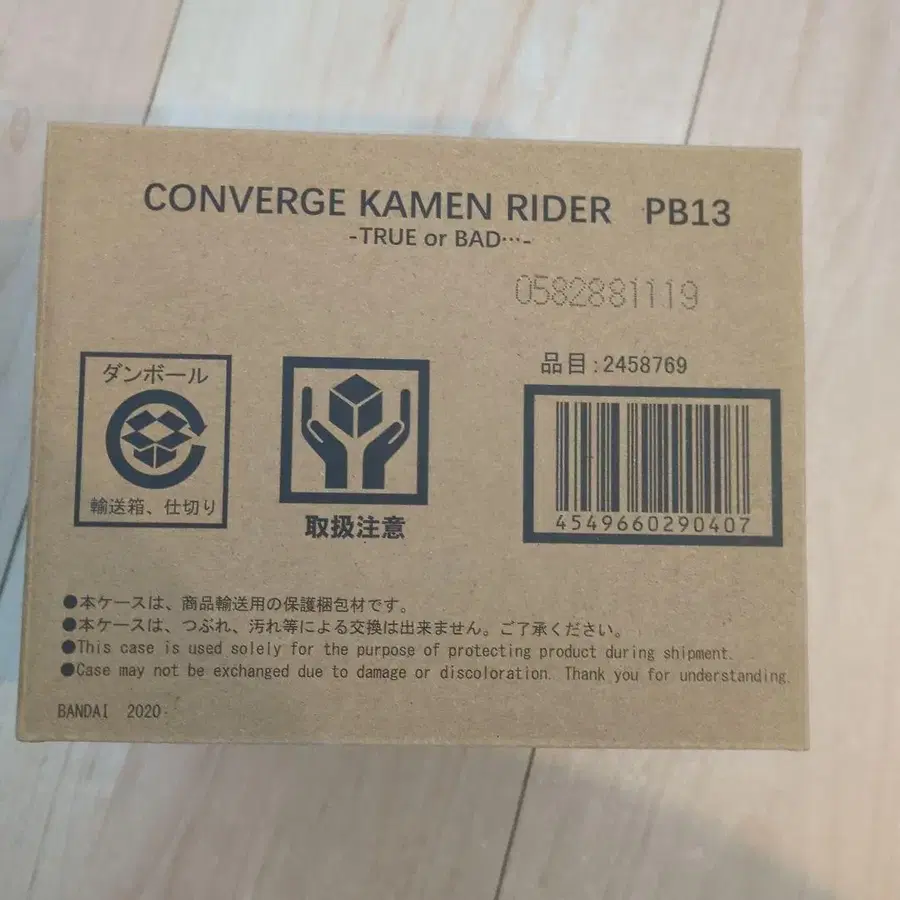 CONVERGE KAMEN RIDER PB13
-TRUE or BAD…-
0582881119
ダンボール
輸送箱、仕切り
取扱注意
品目:2458769
4549660290407
●本ケースは、商品輸送用の保護梱包材です。
●本ケースは、つぶれ、汚れ等による交換は出来ません。ご了承ください。
●This case is used solely for the purpose of protecting product during shipment.
●Case may not be exchanged due to damage or discoloration. Thank you for understanding.
BANDAI 2020